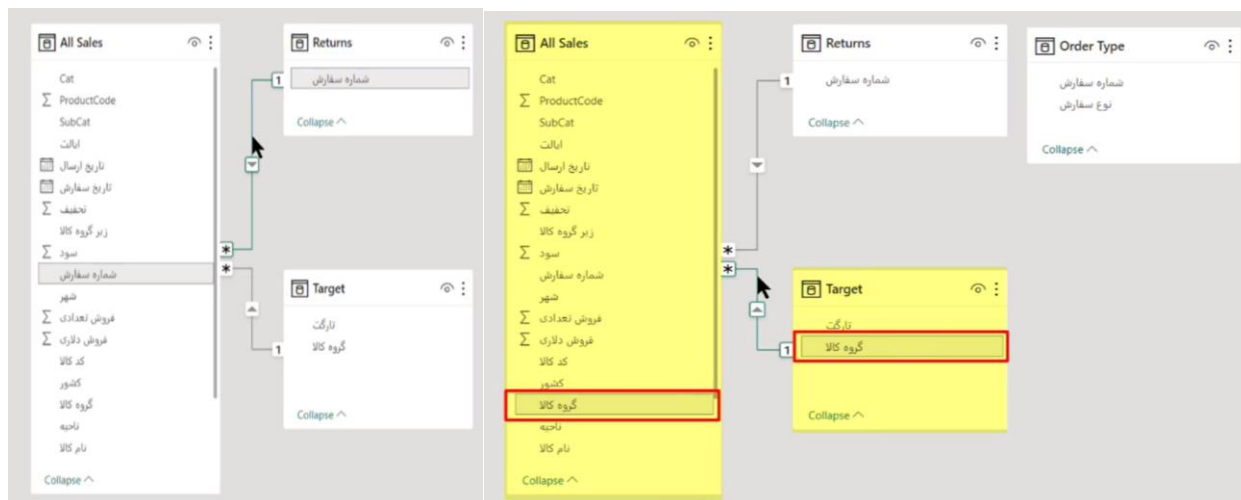 All Sales
Cat
ProductCode
SubCat
ایالت
تاریخ ارسال
تاریخ سفارش
تخفیف
زیر گروه کالا
سود
شماره سفارش
شهر
فروش تعدادی
فروش دلاری
کد کالا
کشور
گروه کالا
ناحیه
نام کالا
Collapse
Returns
شماره سفارش
Collapse
1
*
*
Target
تارگت
گروه کالا
1
Collapse
All Sales
Cat
ProductCode
SubCat
ایالت
تاریخ ارسال
تاریخ سفارش
تخفیف
زیر گروه کالا
سود
شماره سفارش
شهر
فروش تعدادی
فروش دلاری
کد کالا
کشور
گروه کالا
ناحیه
نام کالا
Collapse
Returns
شماره سفارش
Collapse
1
*
*
Target
تارگت
گروه کالا
1
Collapse
Order Type
شماره سفارش
نوع سفارش
Collapse